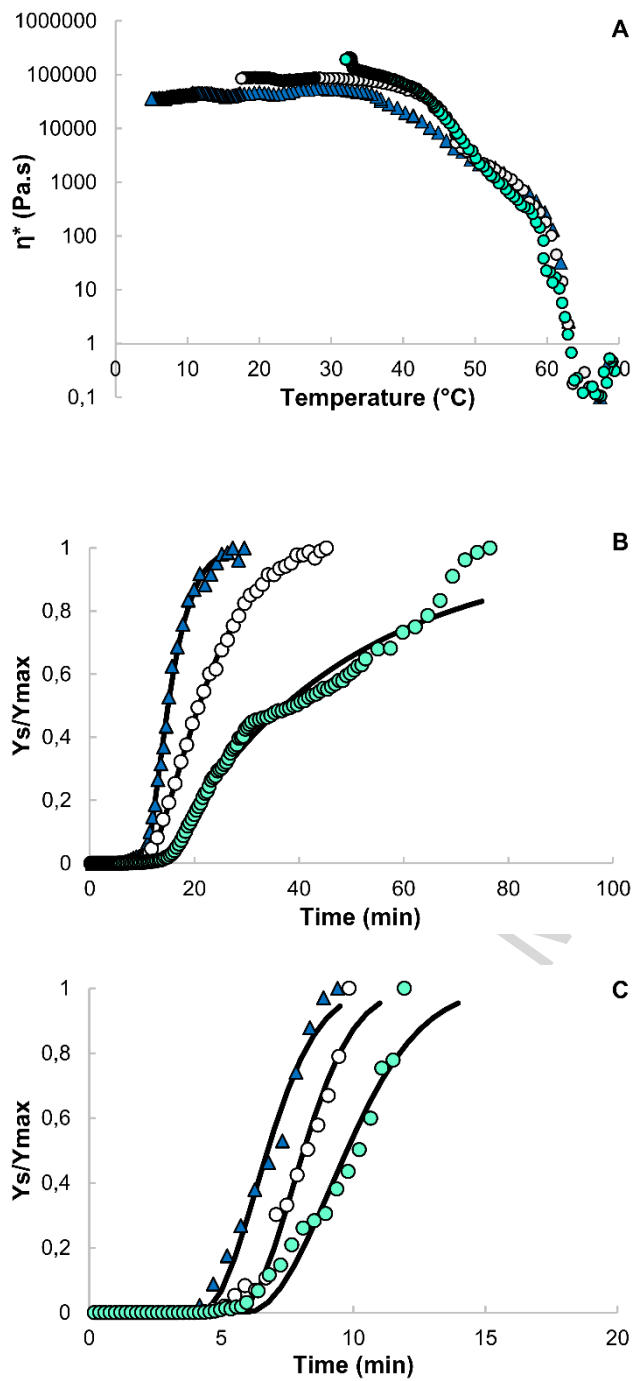 A
1000000
100000
10000
1000
100
10
1
0,1
η* (Pa.s)
0 10 20 30 40 50 60 70
Temperature (°C)
B
1
0,8
0,6
0,4
0,2
0
Ys/Ymax
0 20 40 60 80 100
Time (min)
C
1
0,8
0,6
0,4
0,2
0
Ys/Ymax
0 5 10 15 20
Time (min)